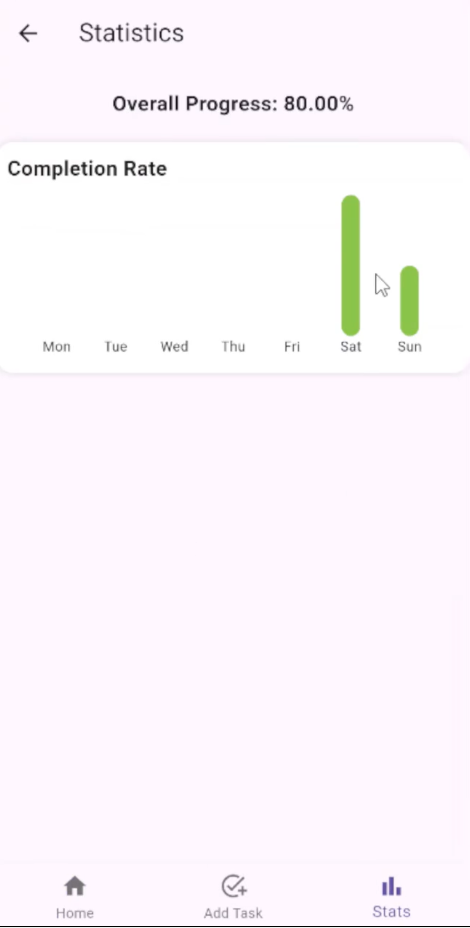 Statistics
Overall Progress: 80.00%
Completion Rate
Mon Tue Wed Thu Fri Sat Sun
Home Add Task Stats